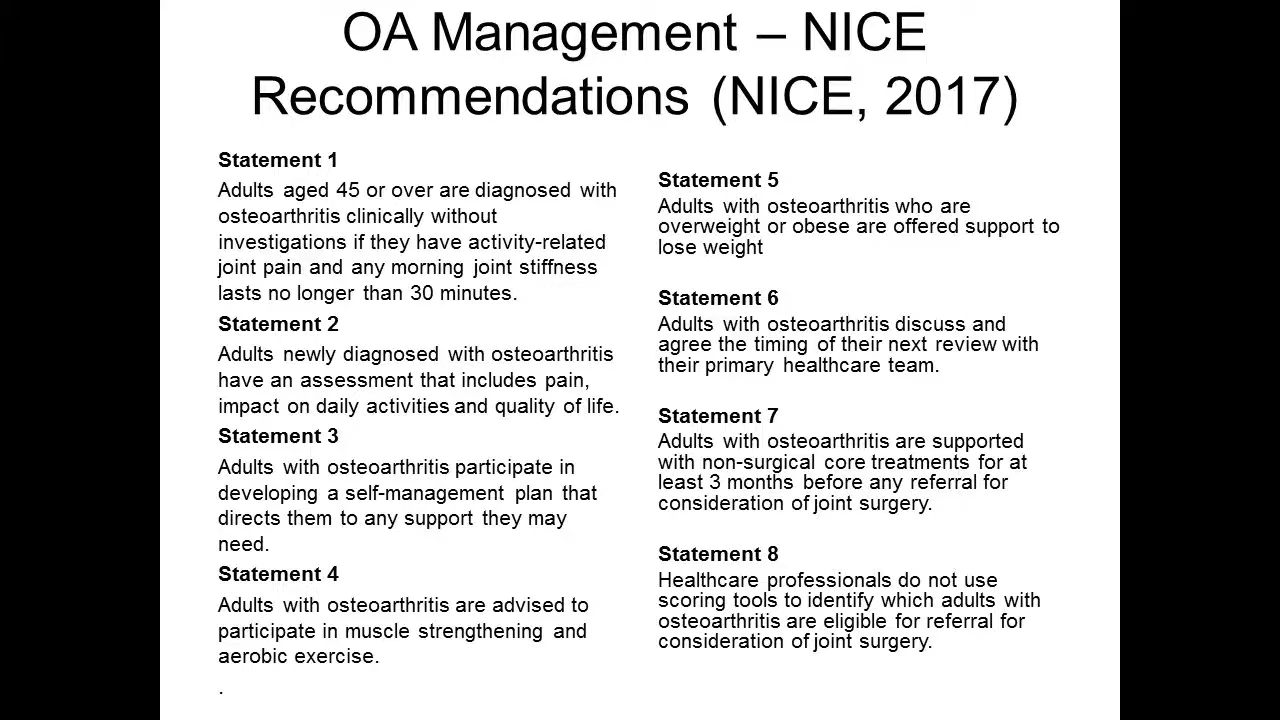 OA Management – NICE
Recommendations (NICE, 2017)
Statement 1
Adults aged 45 or over are diagnosed with
osteoarthritis clinically without
investigations if they have activity-related
joint pain and any morning joint stiffness
lasts no longer than 30 minutes.
Statement 2
Adults newly diagnosed with osteoarthritis
have an assessment that includes pain,
impact on daily activities and quality of life.
Statement 3
Adults with osteoarthritis participate in
developing a self-management plan that
directs them to any support they may
need.
Statement 4
Adults with osteoarthritis are advised to
participate in muscle strengthening and
aerobic exercise.
.
Statement 5
Adults with osteoarthritis who are
overweight or obese are offered support to
lose weight
Statement 6
Adults with osteoarthritis discuss and
agree the timing of their next review with
their primary healthcare team.
Statement 7
Adults with osteoarthritis are supported
with non-surgical core treatments for at
least 3 months before any referral for
consideration of joint surgery.
Statement 8
Healthcare professionals do not use
scoring tools to identify which adults with
osteoarthritis are eligible for referral for
consideration of joint surgery.